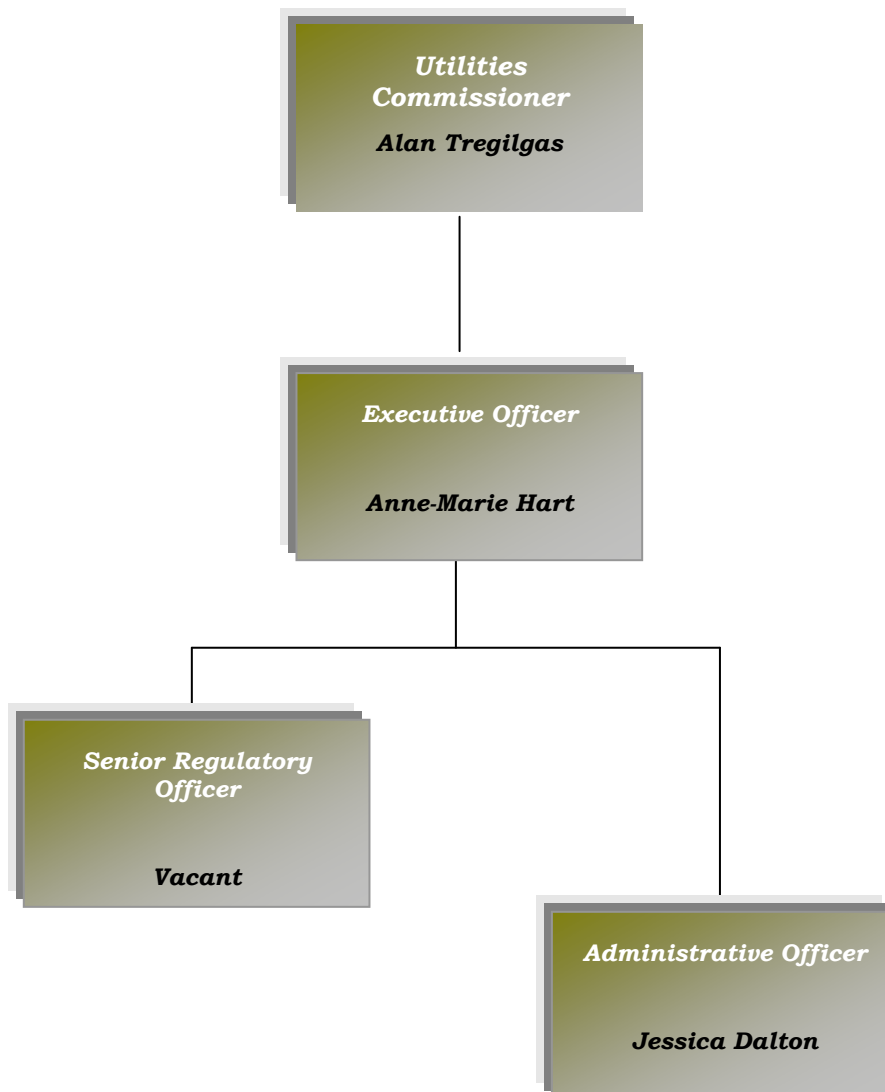 Utilities
Commissioner
Alan Tregilgas
Executive Officer
Anne-Marie Hart
Senior Regulatory
Officer
Vacant
Administrative Officer
Jessica Dalton